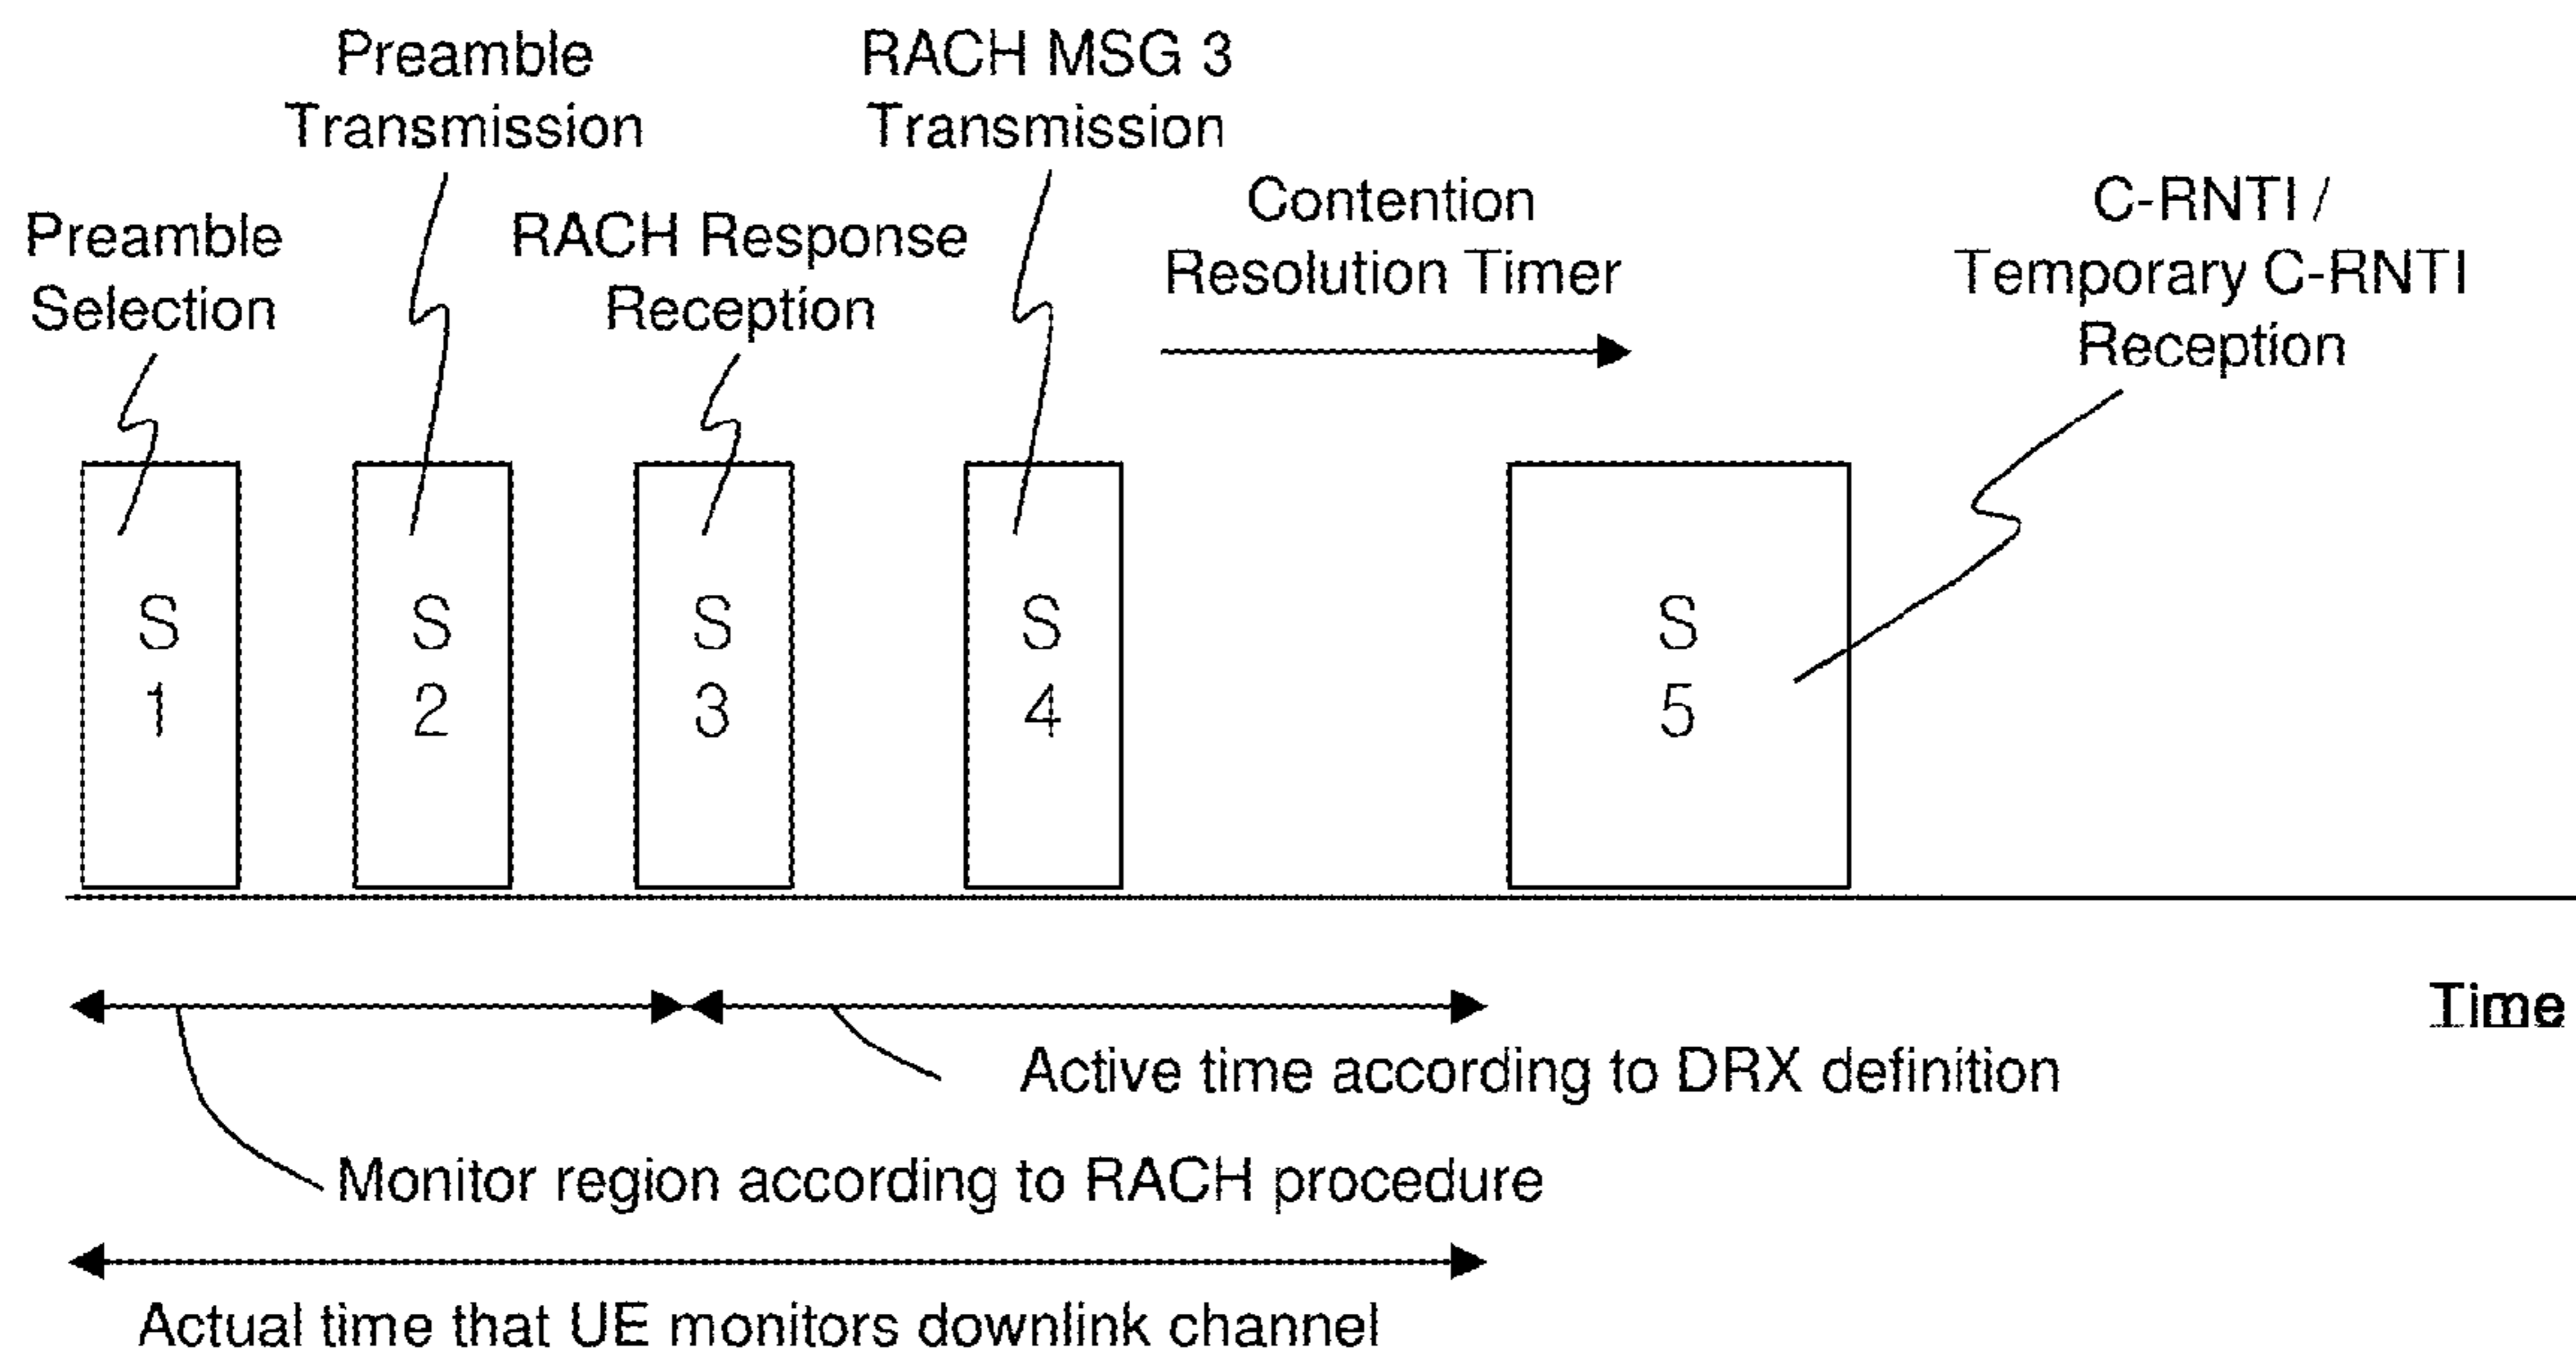 Preamble
Transmission
RACH MSG 3
Transmission
Preamble
Selection
RACH Response
Reception
Contention
Resolution Timer
C-RNTI /
Temporary C-RNTI
Reception
S
1
S
2
S
3
S
4
S
5
Time
Active time according to DRX definition
Monitor region according to RACH procedure
Actual time that UE monitors downlink channel